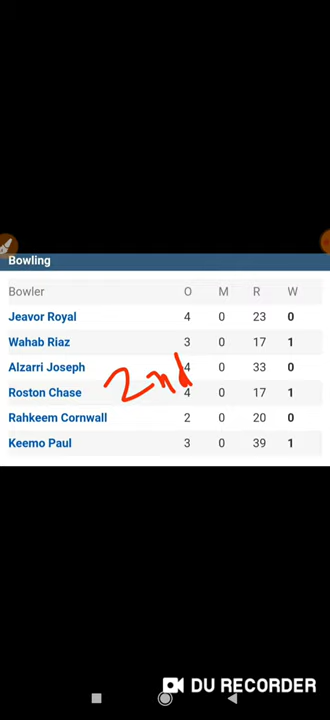 Bowling
Bowler O M R W
Jeavor Royal 4 0 23 0
Wahab Riaz 3 0 17 1
Alzarri Joseph 4 0 33 0
2nd
Roston Chase 4 0 17 1
Rahkeem Cornwall 2 0 20 0
Keemo Paul 3 0 39 1
DU RECORDER